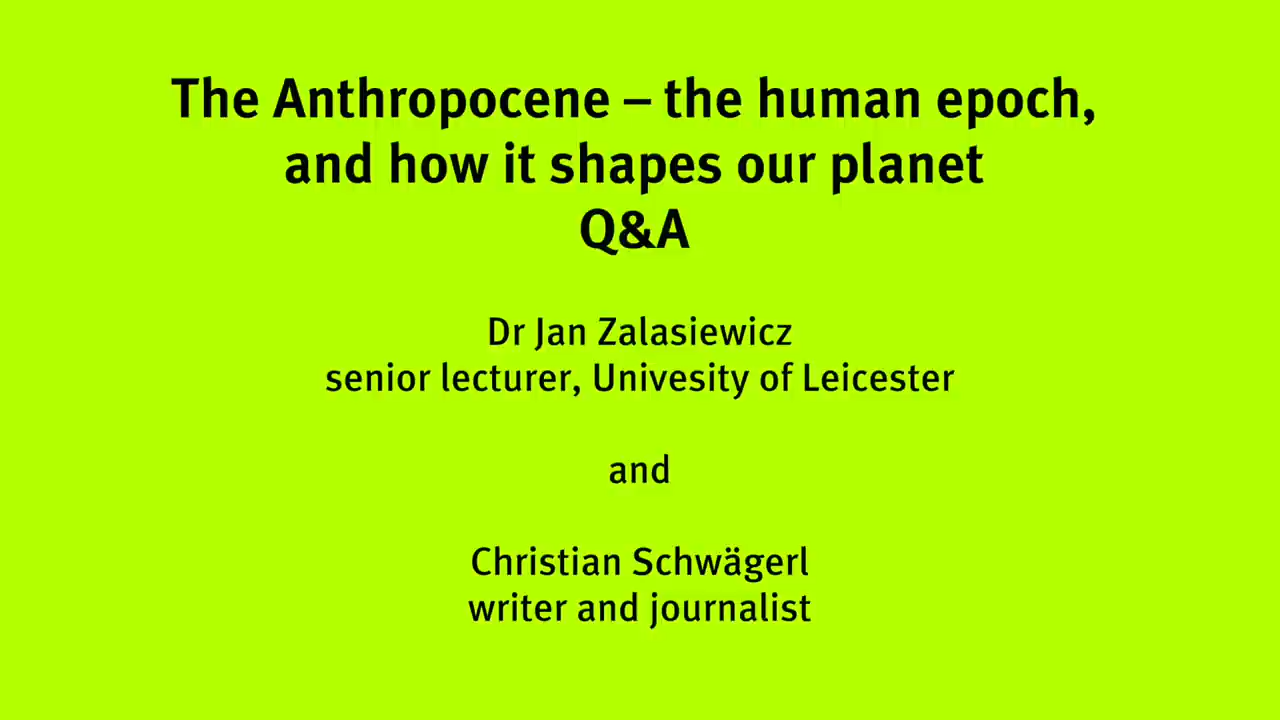 The Anthropocene – the human epoch,
and how it shapes our planet
Q&A
Dr Jan Zalasiewicz
senior lecturer, Univesity of Leicester
and
Christian Schwägerl
writer and journalist